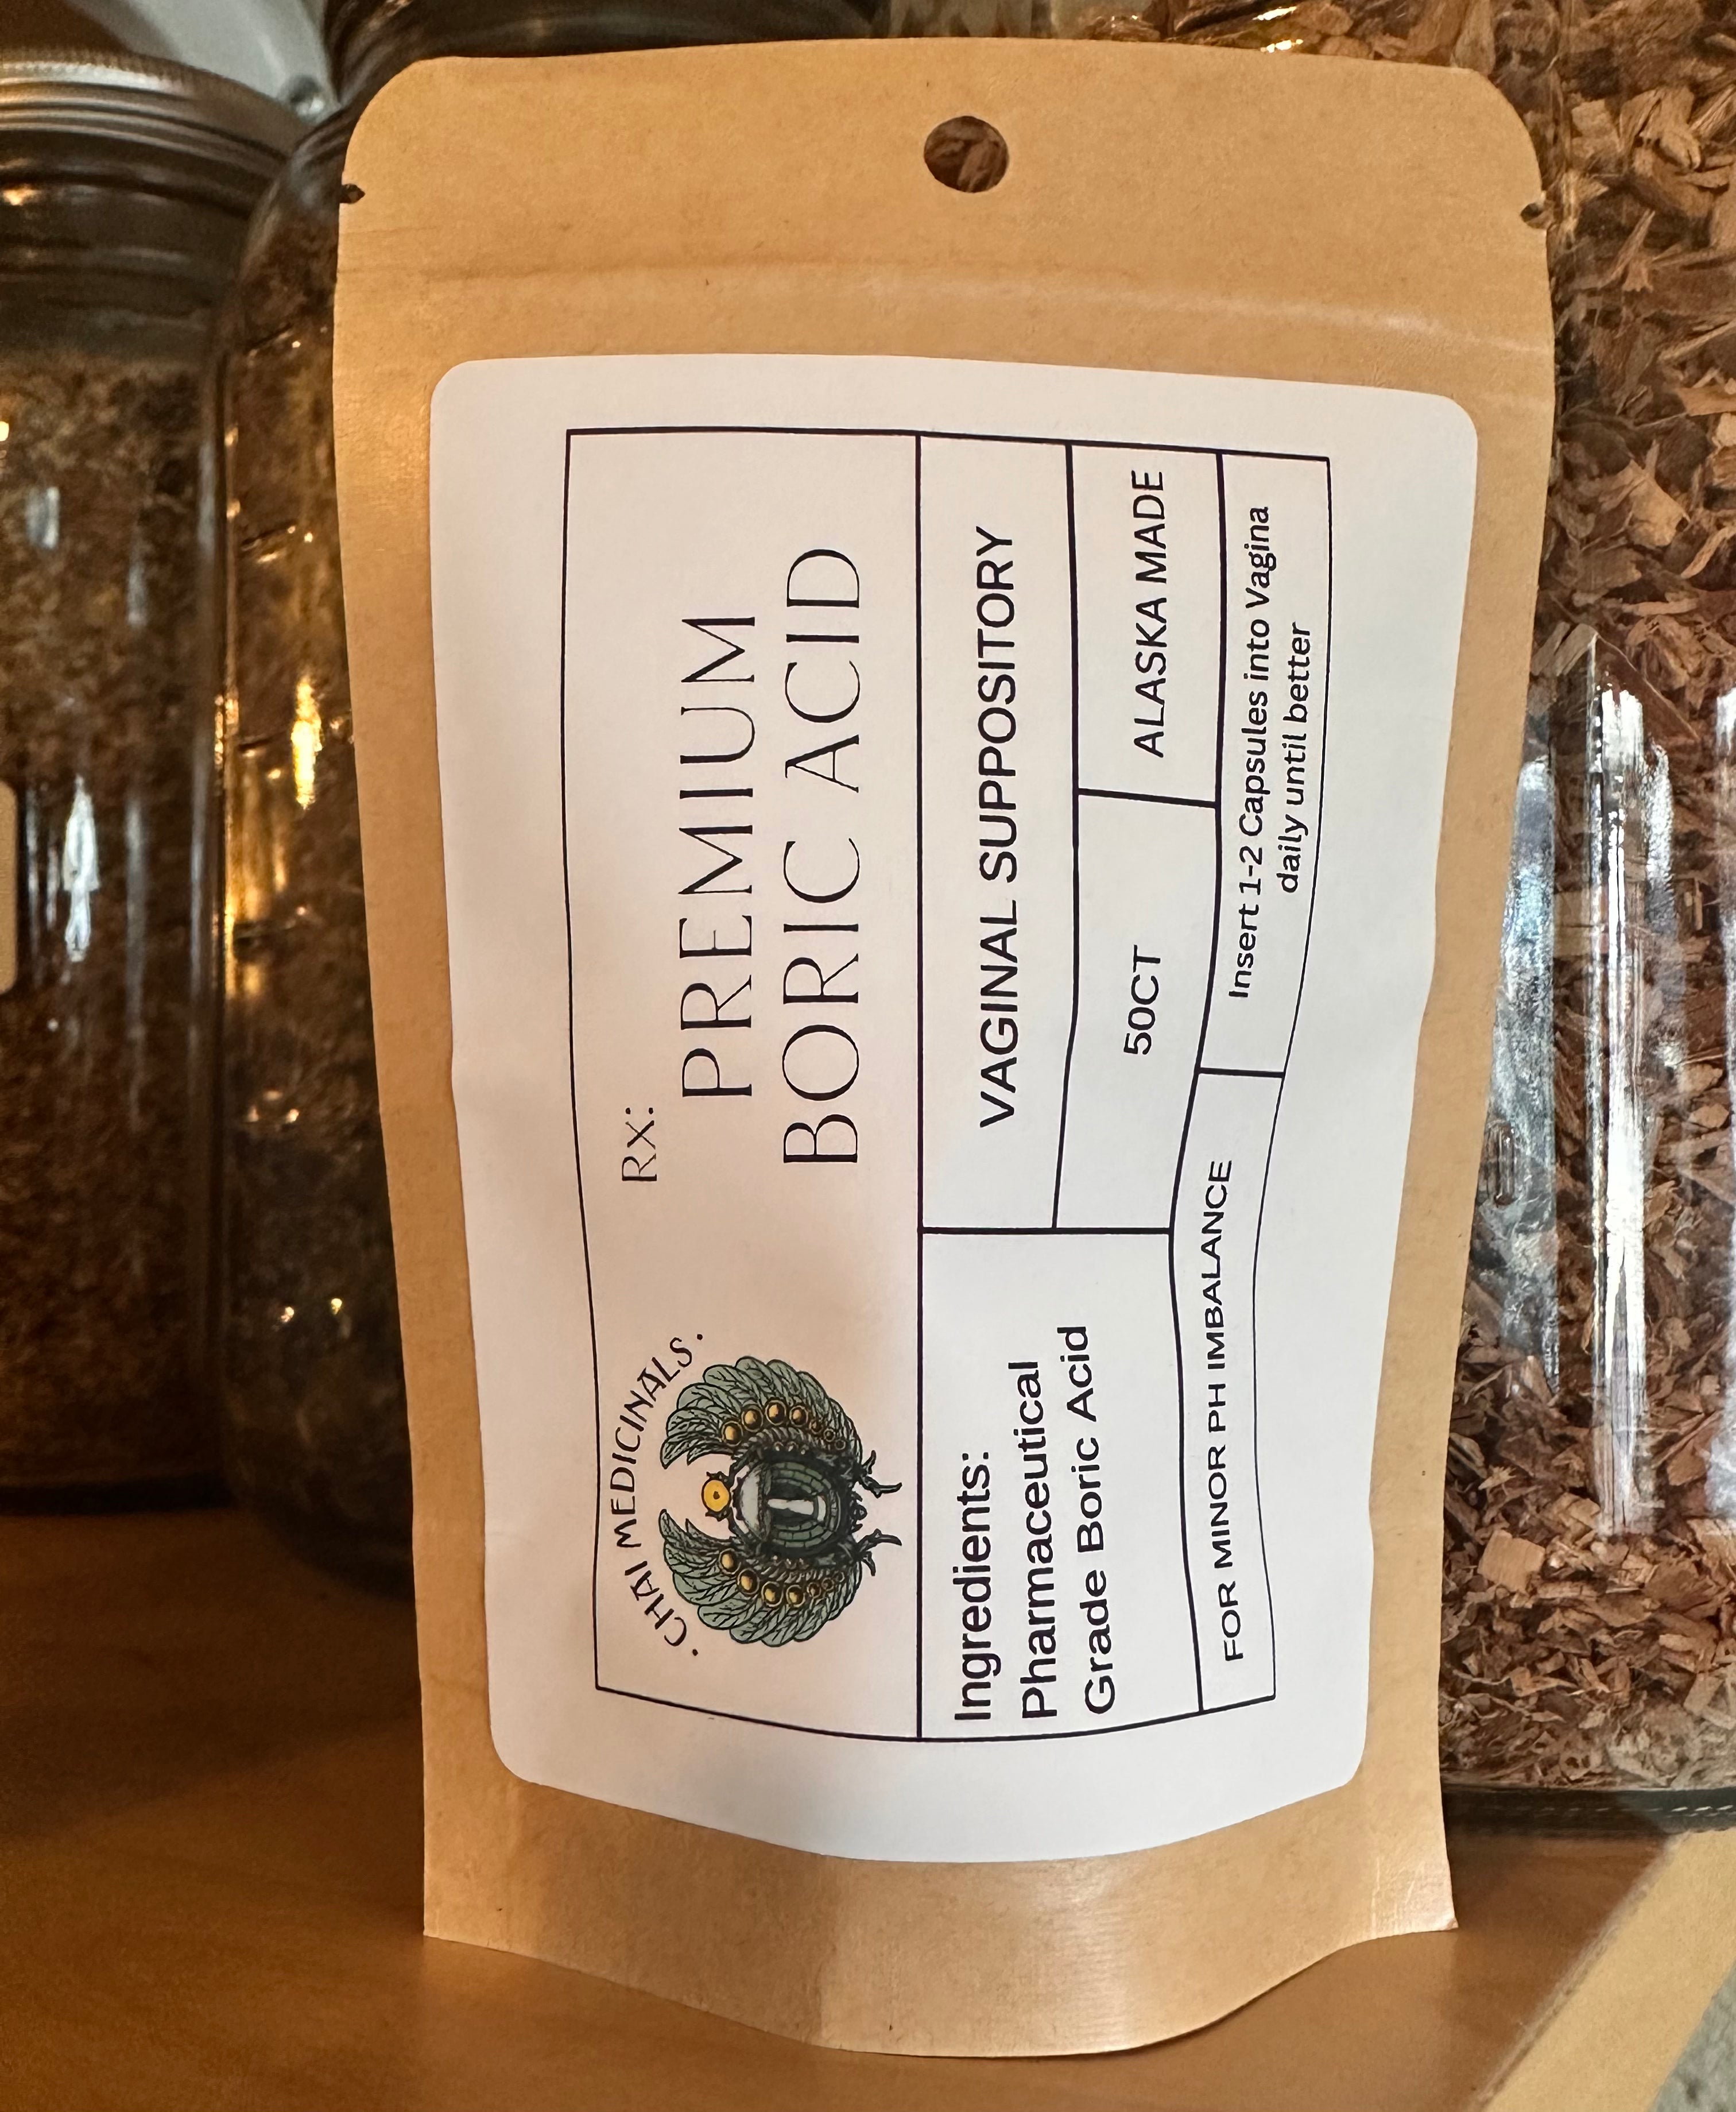 · CHAI MEDICINALS ·
RX:
PREMIUM
BORIC ACID
Ingredients:
Pharmaceutical
Grade Boric Acid
VAGINAL SUPPOSITORY
50CT
ALASKA MADE
FOR MINOR PH IMBALANCE
Insert 1-2 Capsules into Vagina
daily until better